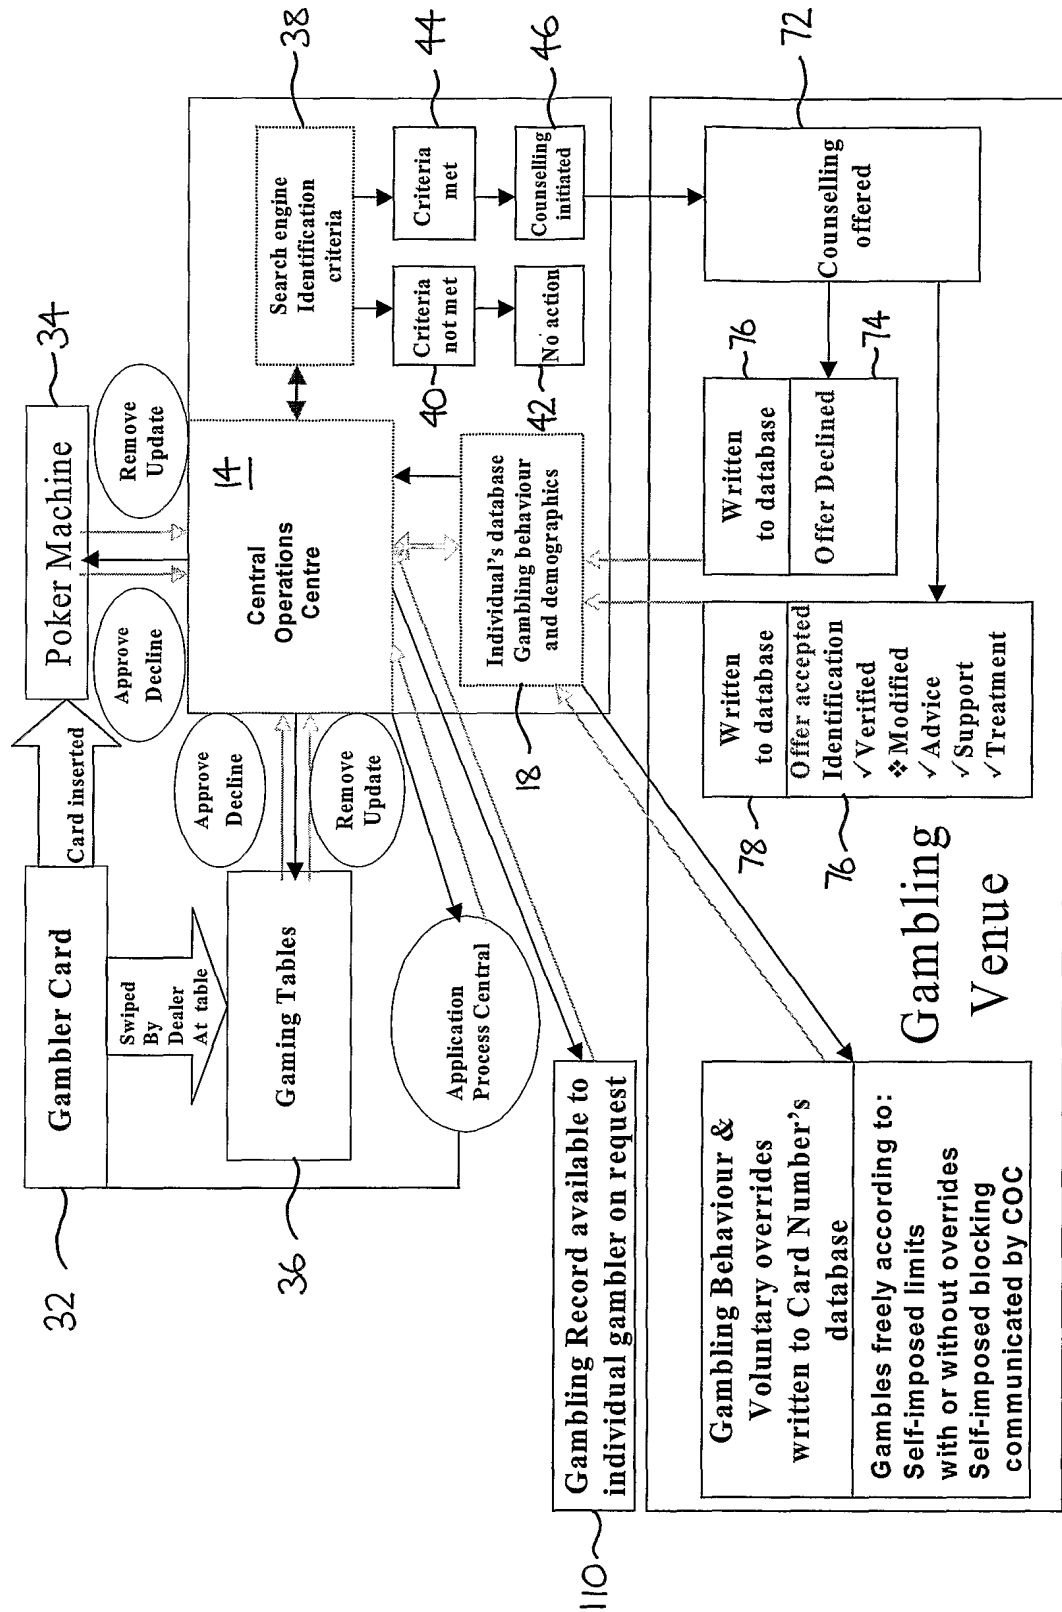 32
Gambler Card
Card inserted
Poker Machine
34
Swiped
By
Dealer
At table
Approve
Decline
Remove
Update
36
Gaming Tables
Approve
Decline
Remove
Update
14
Central
Operations
Centre
Search engine
Identification
criteria
38
Criteria
not met
40
Criteria
met
44
No action
42
Counselling
initiated
46
Application
Process Central
18
Individual's database
Gambling behaviour
and demographics
110
Gambling Record available to
individual gambler on request
Gambling Behaviour &
Voluntary overrides
written to Card Number's
database
Gambles freely according to:
Self-imposed limits
with or without overrides
Self-imposed blocking
communicated by COC
Gambling
Venue
78
Written
to database
76
Offer accepted
Identification
✓Verified
❖Modified
✓Advice
✓Support
✓Treatment
Written
to database
76
Offer Declined
74
Counselling
offered
72